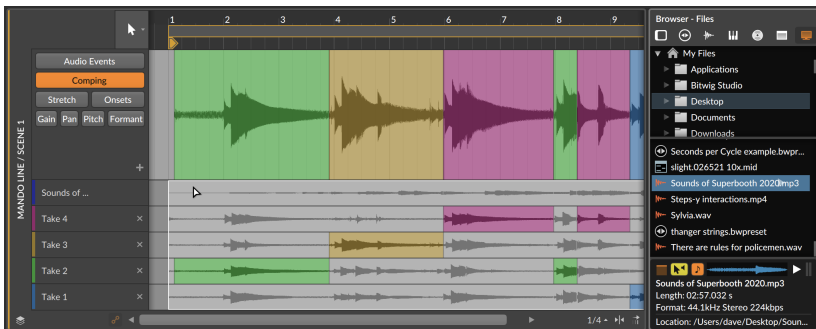 1 2 3 4 5 6 7 8 9
MANDO LINE / SCENE 1
Audio Events
Comping
Stretch Onsets
Gain Pan Pitch Formant
+
Sounds of ...
Take 4 ×
Take 3 ×
Take 2 ×
Take 1 ×
1/4
Browser - Files
My Files
Applications
Bitwig Studio
Desktop
Documents
Downloads
Seconds per Cycle example.bwpr...
slight.026521 10x.mid
Sounds of Superbooth 2020.mp3
Steps-y interactions.mp4
Sylvia.wav
thanger strings.bwpreset
There are rules for policemen.wav
Sounds of Superbooth 2020.mp3
Length: 02:57.032 s
Format: 44.1kHz Stereo 224kbps
Location: /Users/dave/Desktop/Soun...